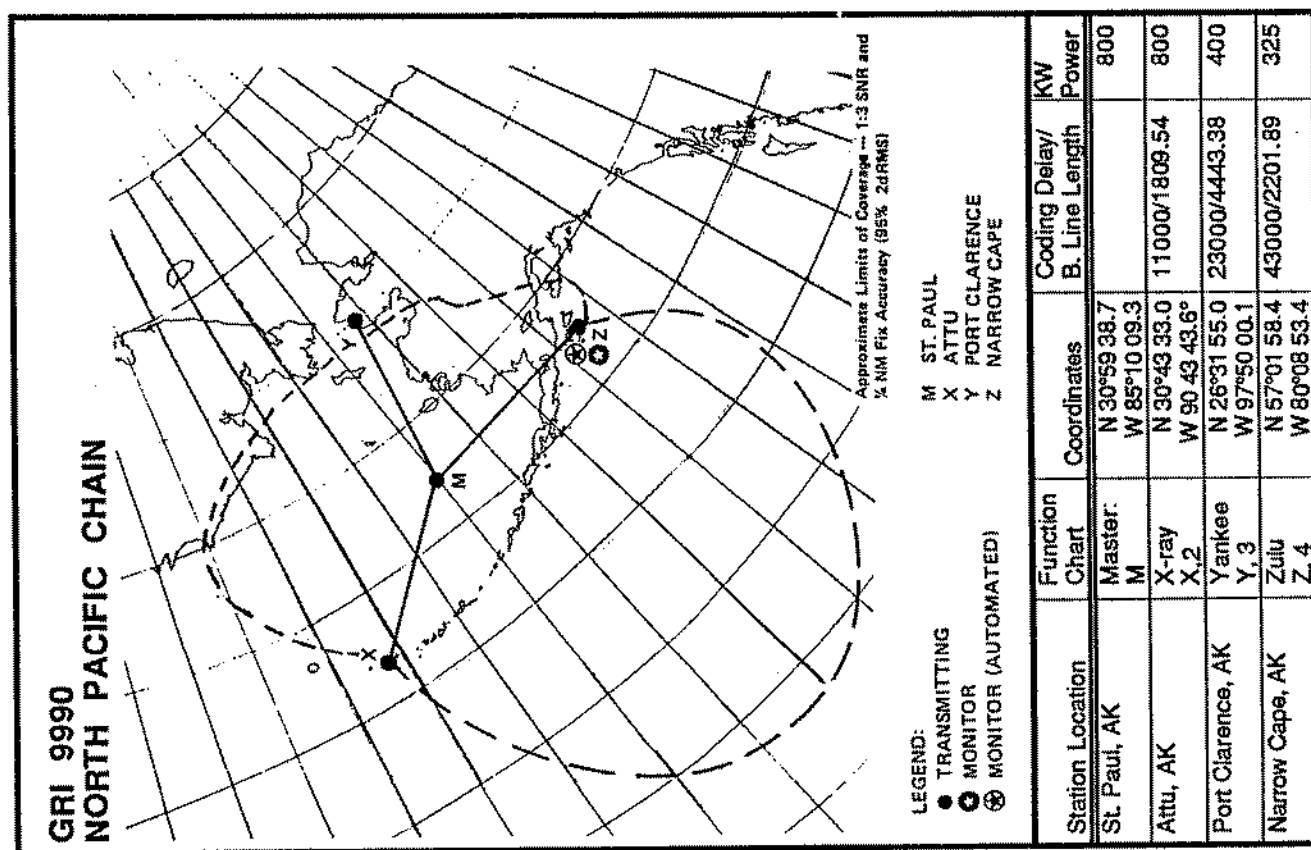 GRI 9990
NORTH PACIFIC CHAIN
X
Y
M
Z
Approximate Limits of Coverage — 1:3 SNR and
¼ NM Fix Accuracy (95% 2dRMS)
LEGEND:
TRANSMITTING
MONITOR
MONITOR (AUTOMATED)
M ST. PAUL
X ATTU
Y PORT CLARENCE
Z NARROW CAPE
Station Location Function Chart Coordinates Coding Delay/ B. Line Length KW Power
St. Paul, AK Master: N 30°59 38.7 800
M W 85°10 09.3
Attu, AK X-ray N 30°43 33.0 11000/1809.54 800
X,2 W 90 43 43.6°
Port Clarence, AK Yankee N 26°31 55.0 23000/4443.38 400
Y, 3 W 97°50 00.1
Narrow Cape, AK Zulu N 57°01 58.4 43000/2201.89 325
Z,4 W 80°08 53.4